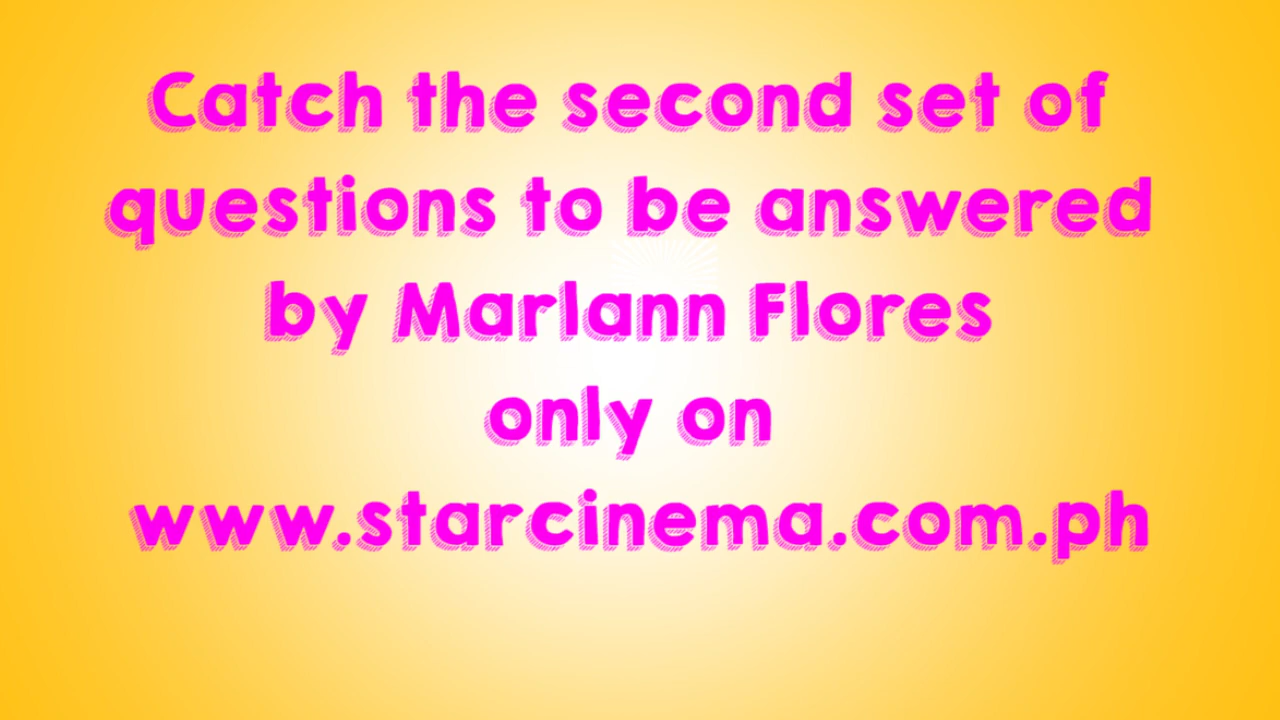 Catch the second set of
questions to be answered
by Marlann Flores
only on
www.starcinema.com.ph